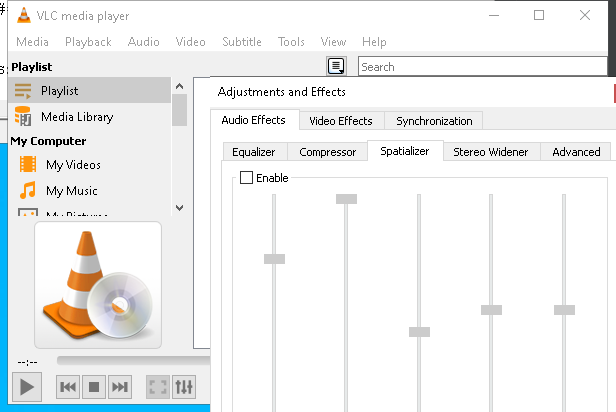 ##
VLC media player
Media Playback Audio Video Subtitle Tools View Help
Playlist
Search
Playlist
Media Library
My Computer
My Videos
My Music
My Pictures
Adjustments and Effects
Audio Effects Video Effects Synchronization
Equalizer Compressor Spatializer Stereo Widener Advanced
Enable
--:--